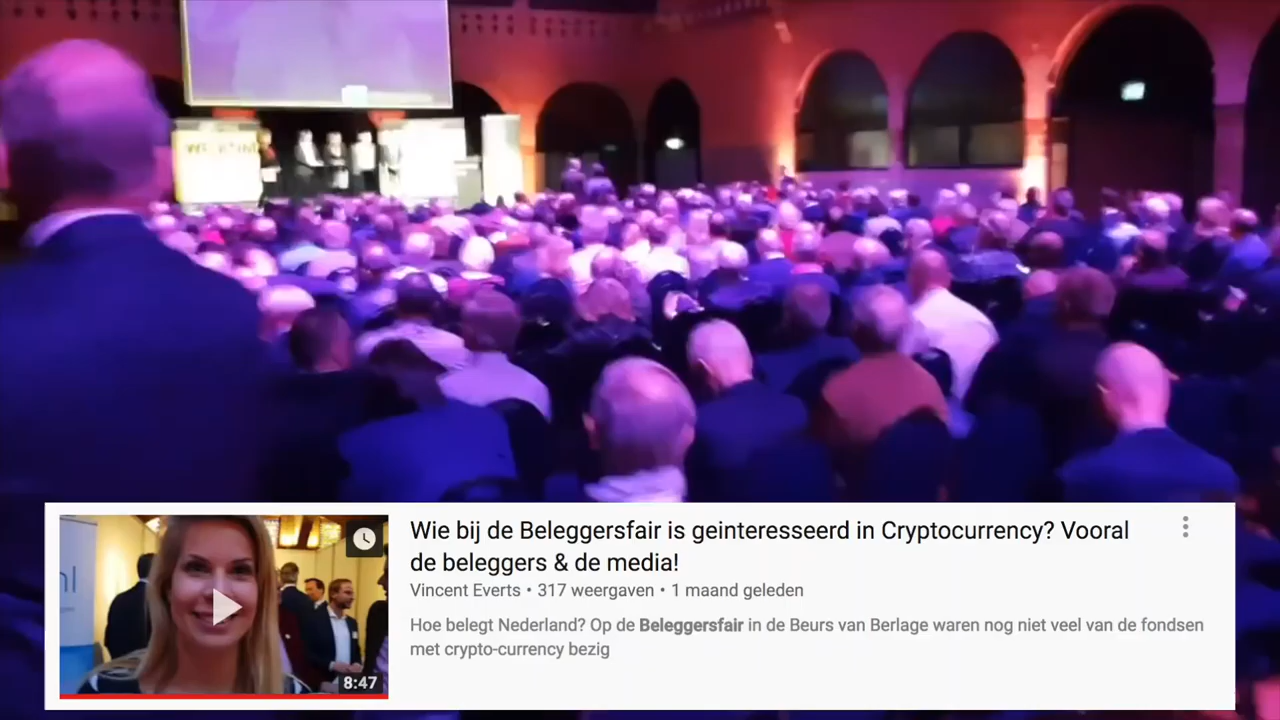 Wie bij de Beleggersfair is geinteresseerd in Cryptocurrency? Vooral
de beleggers & de media!
Vincent Everts • 317 weergaven • 1 maand geleden
Hoe belegt Nederland? Op de Beleggersfair in de Beurs van Berlage waren nog niet veel van de fondsen
met crypto-currency bezig
8:47